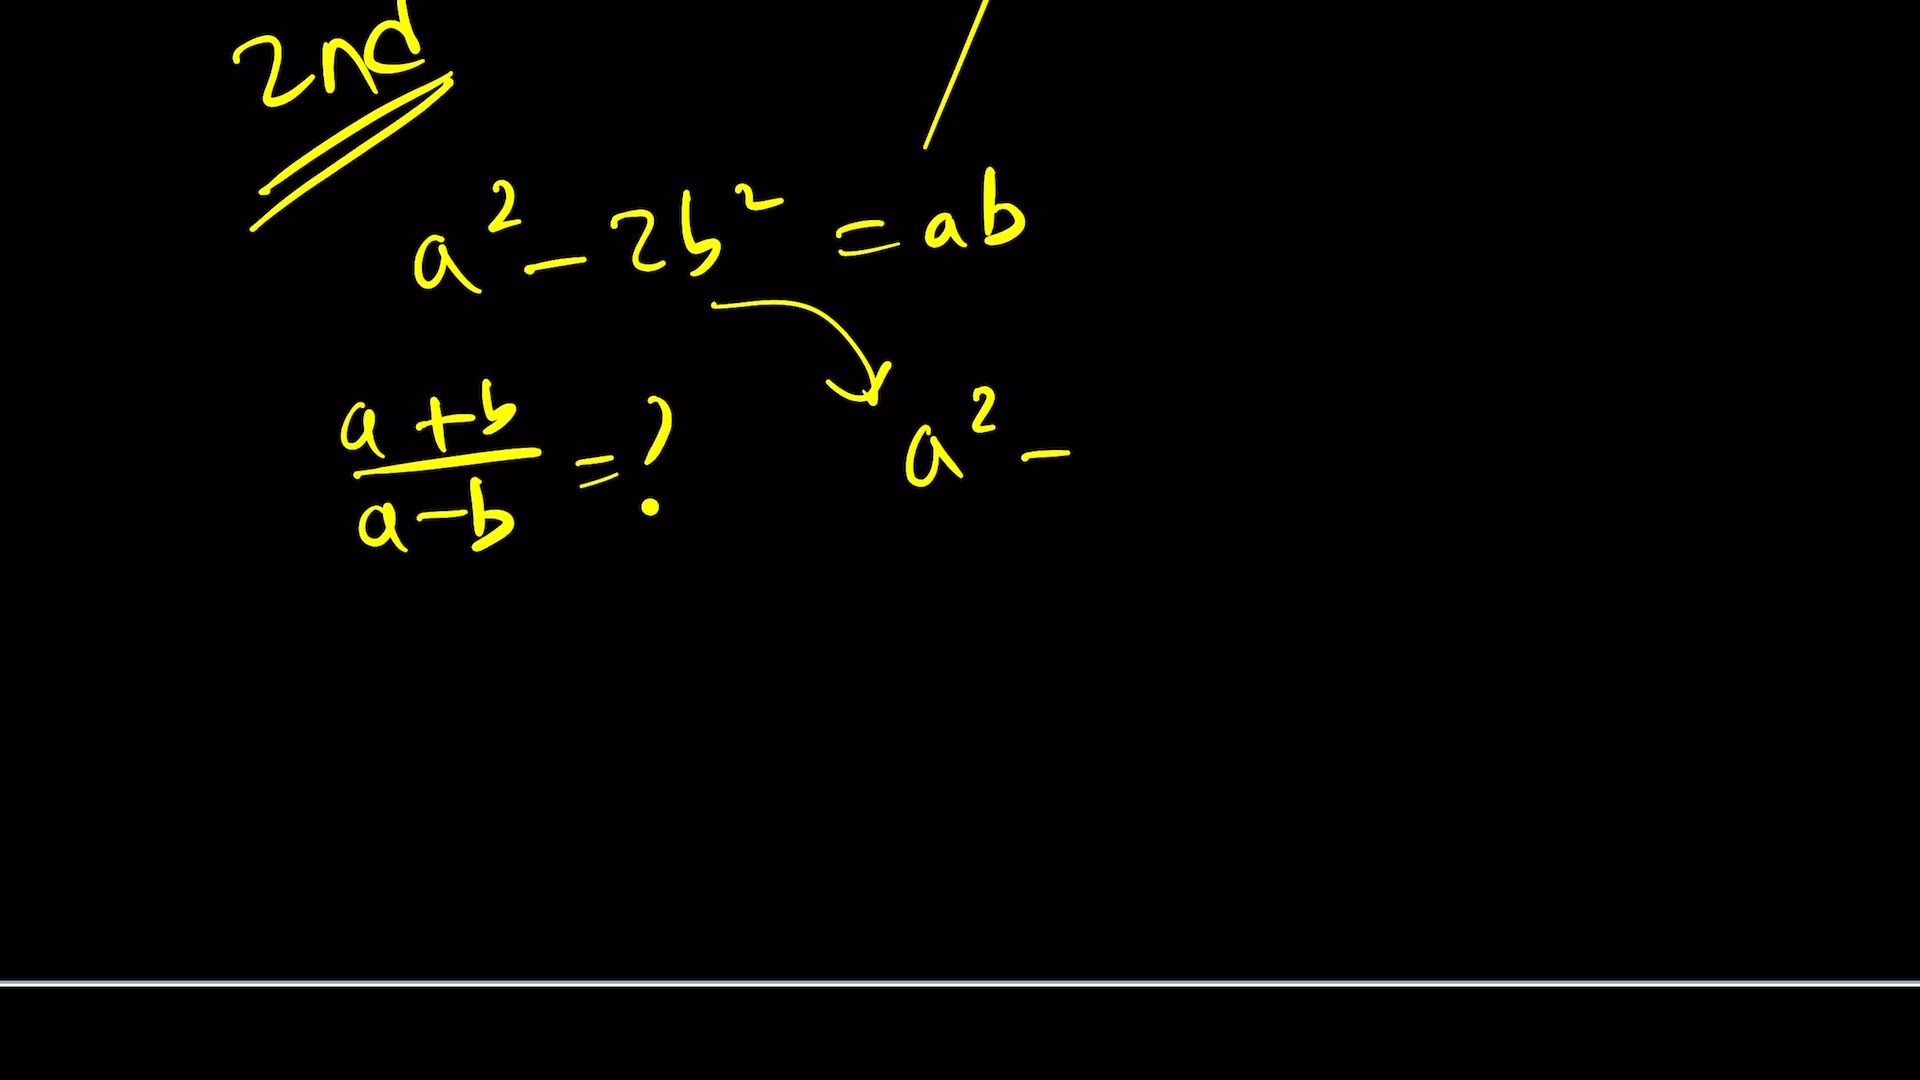 2nd
a² - 2b² = ab
a + b
a² -
— = ?
a - b